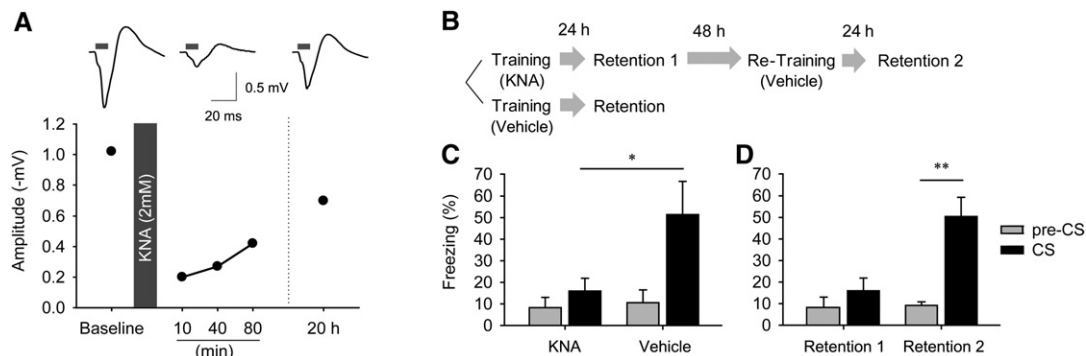 A
0.5 mV
20 ms
1.2
1.0
0.8
0.6
0.4
0.2
0.0
Amplitude (-mV)
KNA (2mM)
Baseline
10 40 80
(min)
20 h
B
24 h 48 h 24 h
Training Retention 1 Re-Training Retention 2
(KNA) (Vehicle)
Training Retention
(Vehicle)
C
*
70
60
50
40
30
20
10
0
Freezing (%)
KNA Vehicle
D
**
70
60
50
40
30
20
10
0
Retention 1 Retention 2
pre-CS
CS